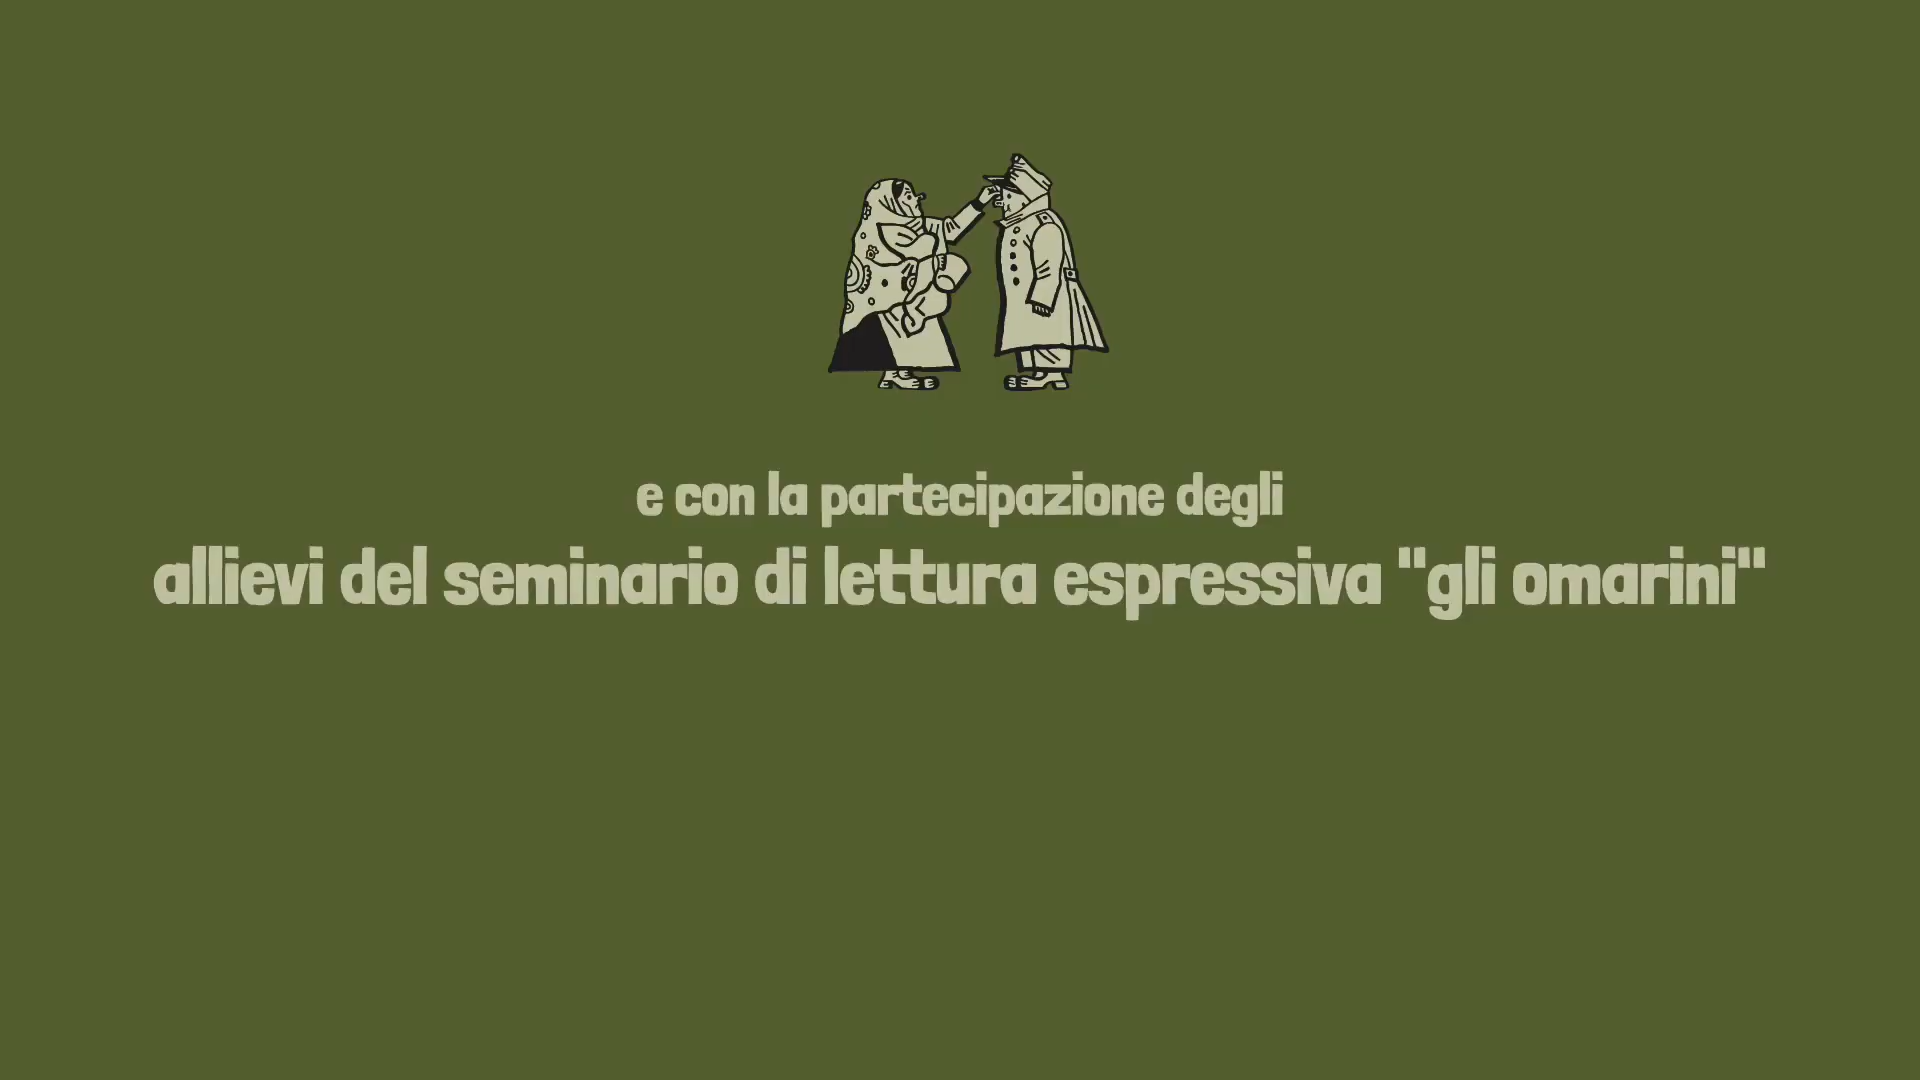 e con la partecipazione degli
allievi del seminario di lettura espressiva "gli omarini"